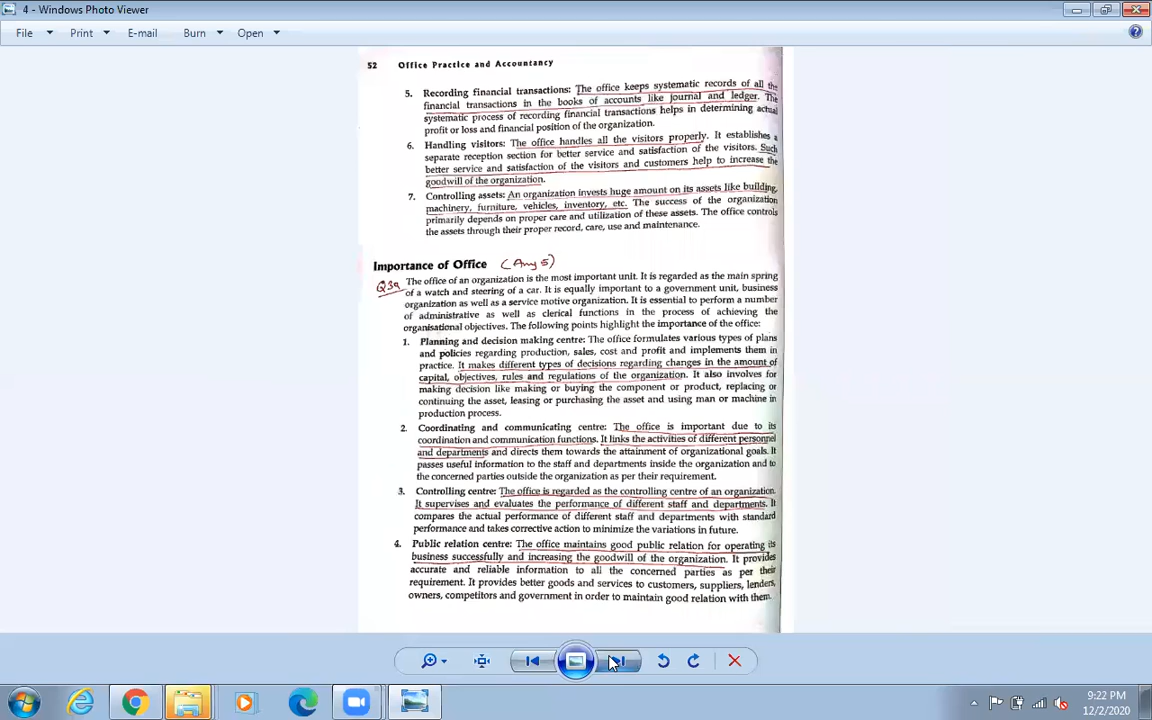 4 - Windows Photo Viewer
File Print E-mail Burn Open
52 Office Practice and Accountancy
5. Recording financial transactions: The office keeps systematic records of all the
financial transactions in the books of accounts like journal and ledger. The
systematic process of recording financial transactions helps in determining actual
profit or loss and financial position of the organization.
6. Handling visitors: The office handles all the visitors properly. It establishes a
separate reception section for better service and satisfaction of the visitors. Such
better service and satisfaction of the visitors and customers help to increase the
goodwill of the organization.
7. Controlling assets: An organization invests huge amount on its assets like building,
machinery, furniture, vehicles, inventory, etc. The success of the organization
primarily depends on proper care and utilization of these assets. The office controls
the assets through their proper record, care, use and maintenance.
Importance of Office (Any 5)
Q3a The office of an organization is the most important unit. It is regarded as the main spring
of a watch and steering of a car. It is equally important to a government unit, business
organization as well as a service motive organization. It is essential to perform a number
of administrative as well as clerical functions in the process of achieving the
organisational objectives. The following points highlight the importance of the office:
1. Planning and decision making centre: The office formulates various types of plans
and policies regarding production, sales, cost and profit and implements them in
practice. It makes different types of decisions regarding changes in the amount of
capital, objectives, rules and regulations of the organization. It also involves for
making decision like making or buying the component or product, replacing or
continuing the asset, leasing or purchasing the asset and using man or machine in
production process.
2. Coordinating and communicating centre: The office is important due to its
coordination and communication functions. It links the activities of different personnel
and departments and directs them towards the attainment of organizational goals. It
passes useful information to the staff and departments inside the organization and to
the concerned parties outside the organization as per their requirement.
3. Controlling centre: The office is regarded as the controlling centre of an organization.
It supervises and evaluates the performance of different staff and departments. It
compares the actual performance of different staff and departments with standard
performance and takes corrective action to minimize the variations in future.
4. Public relation centre: The office maintains good public relation for operating its
business successfully and increasing the goodwill of the organization. It provides
accurate and reliable information to all the concerned parties as per their
requirement. It provides better goods and services to customers, suppliers, lenders,
owners, competitors and government in order to maintain good relation with them.
9:22 PM
12/2/2020